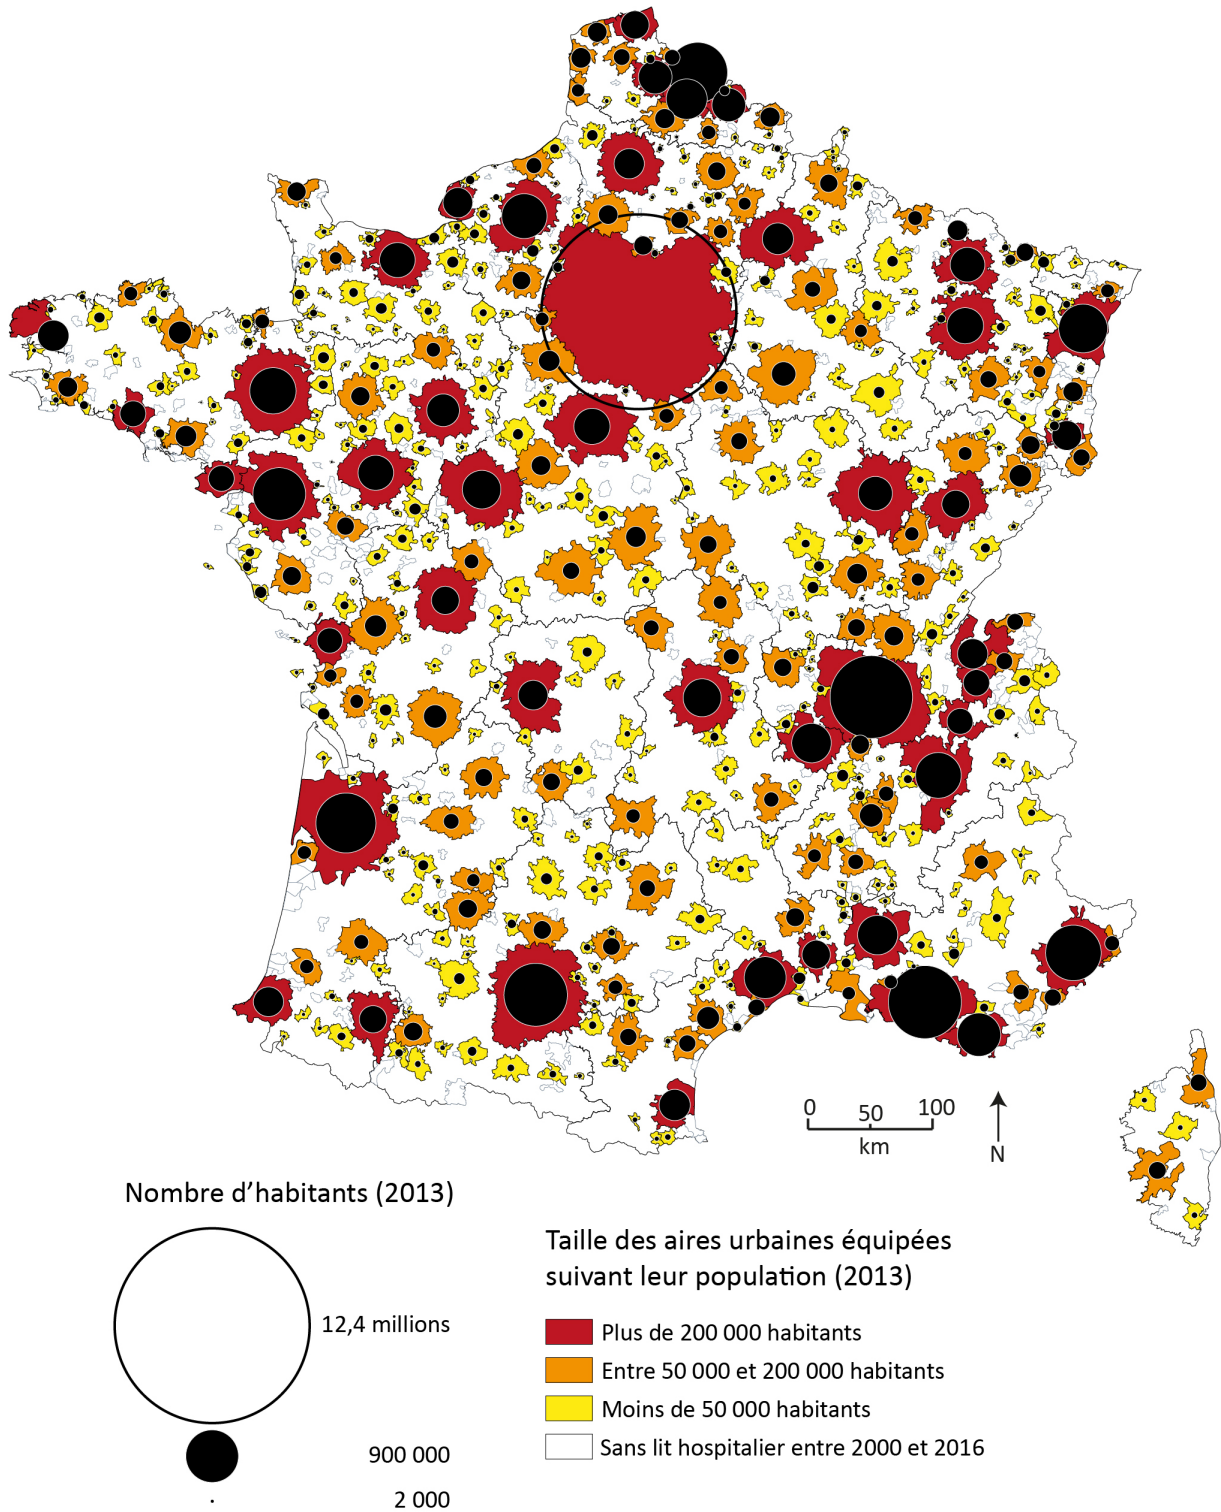 0 50 100
km
N
Nombre d’habitants (2013)
12,4 millions
900 000
2 000
Taille des aires urbaines équipées
suivant leur population (2013)
Plus de 200 000 habitants
Entre 50 000 et 200 000 habitants
Moins de 50 000 habitants
Sans lit hospitalier entre 2000 et 2016